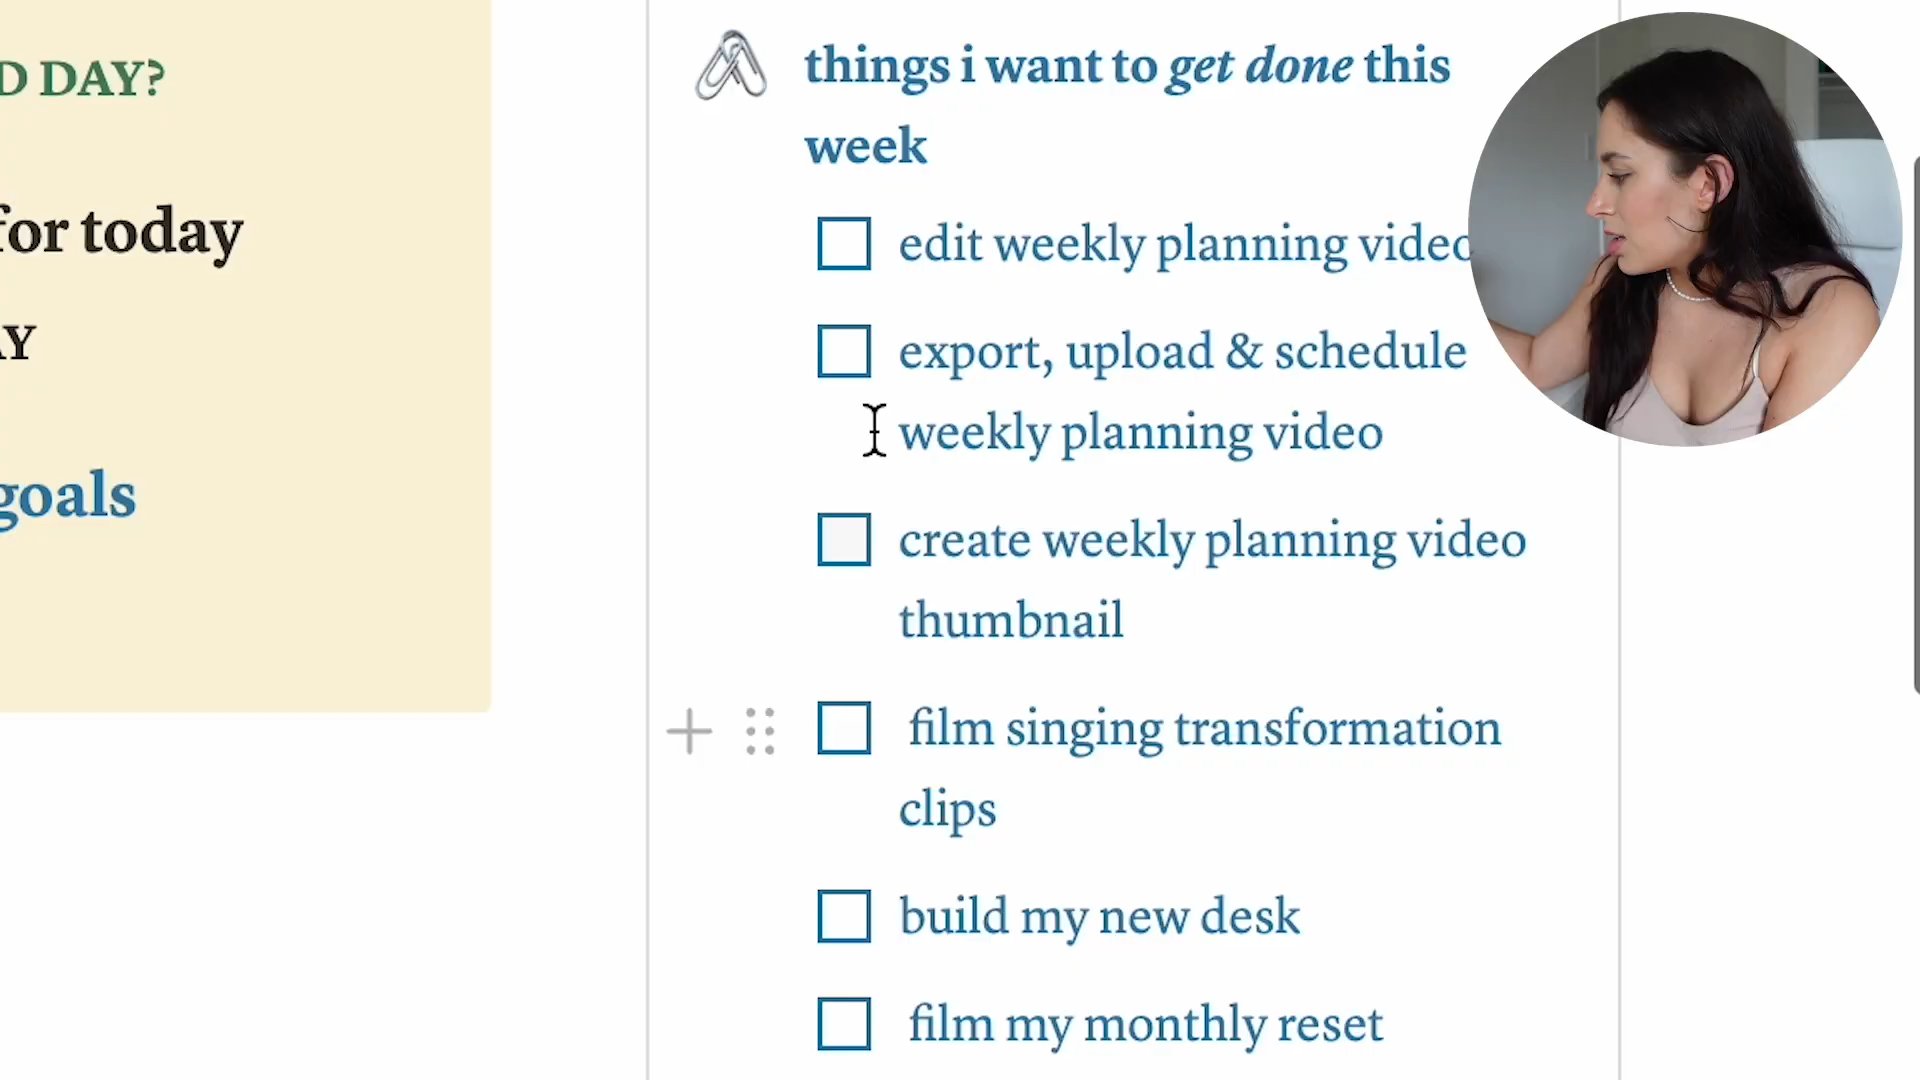 D DAY?
for today
AY
goals
things i want to get done this
week
edit weekly planning video
export, upload & schedule
weekly planning video
create weekly planning video
thumbnail
film singing transformation
clips
build my new desk
film my monthly reset